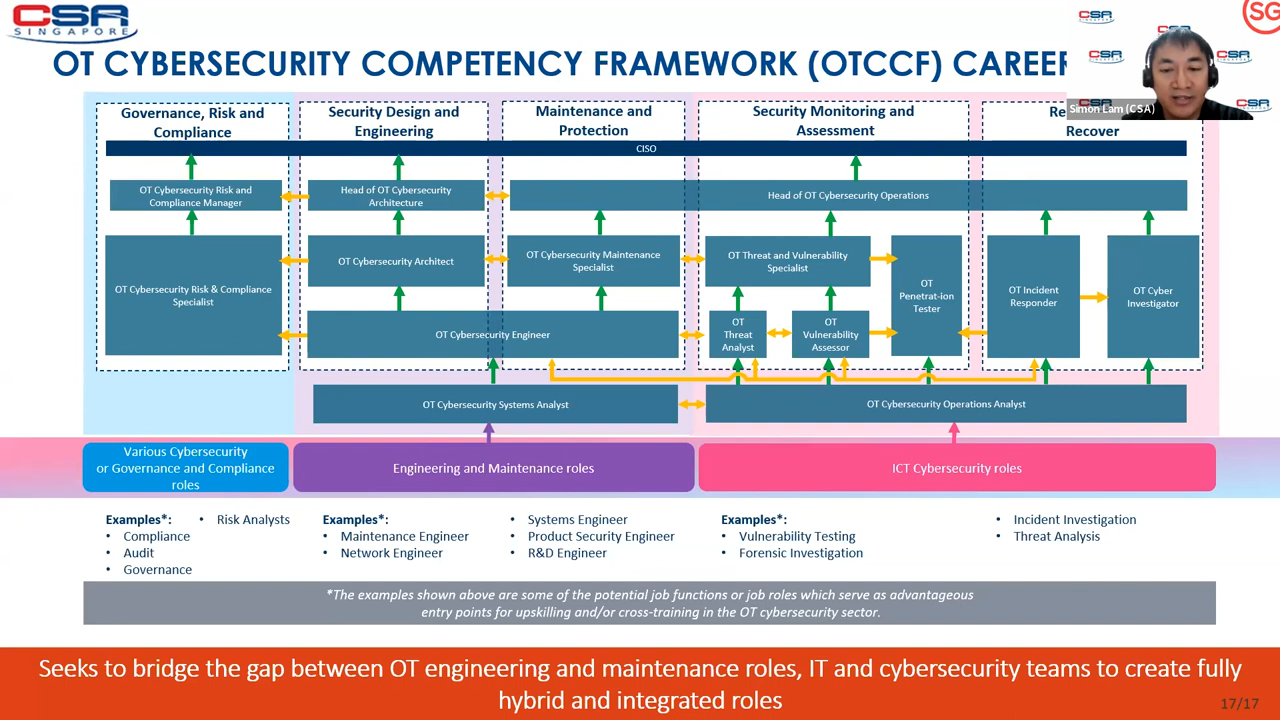 CSA
SINGAPORE
SG
OT CYBERSECURITY COMPETENCY FRAMEWORK (OTCCF) CAREER
CSA
CSA
CSA
CSA
CSA
CSA
Simon Lam (CSA)
Governance, Risk and
Compliance
Security Design and
Engineering
Maintenance and
Protection
Security Monitoring and
Assessment
Re
Recover
CISO
OT Cybersecurity Risk and
Compliance Manager
Head of OT Cybersecurity
Architecture
Head of OT Cybersecurity Operations
OT Cybersecurity Risk & Compliance
Specialist
OT Cybersecurity Architect
OT Cybersecurity Maintenance
Specialist
OT Threat and Vulnerability
Specialist
OT
Penetrat-ion
Tester
OT Incident
Responder
OT Cyber
Investigator
OT Cybersecurity Engineer
OT
Threat
Analyst
OT
Vulnerability
Assessor
OT Cybersecurity Systems Analyst
OT Cybersecurity Operations Analyst
Various Cybersecurity
or Governance and Compliance
roles
Engineering and Maintenance roles
ICT Cybersecurity roles
Examples*:
• Compliance
• Audit
• Governance
• Risk Analysts
Examples*:
• Maintenance Engineer
• Network Engineer
• Systems Engineer
• Product Security Engineer
• R&D Engineer
Examples*:
• Vulnerability Testing
• Forensic Investigation
• Incident Investigation
• Threat Analysis
*The examples shown above are some of the potential job functions or job roles which serve as advantageous
entry points for upskilling and/or cross-training in the OT cybersecurity sector.
Seeks to bridge the gap between OT engineering and maintenance roles, IT and cybersecurity teams to create fully
hybrid and integrated roles
17/17